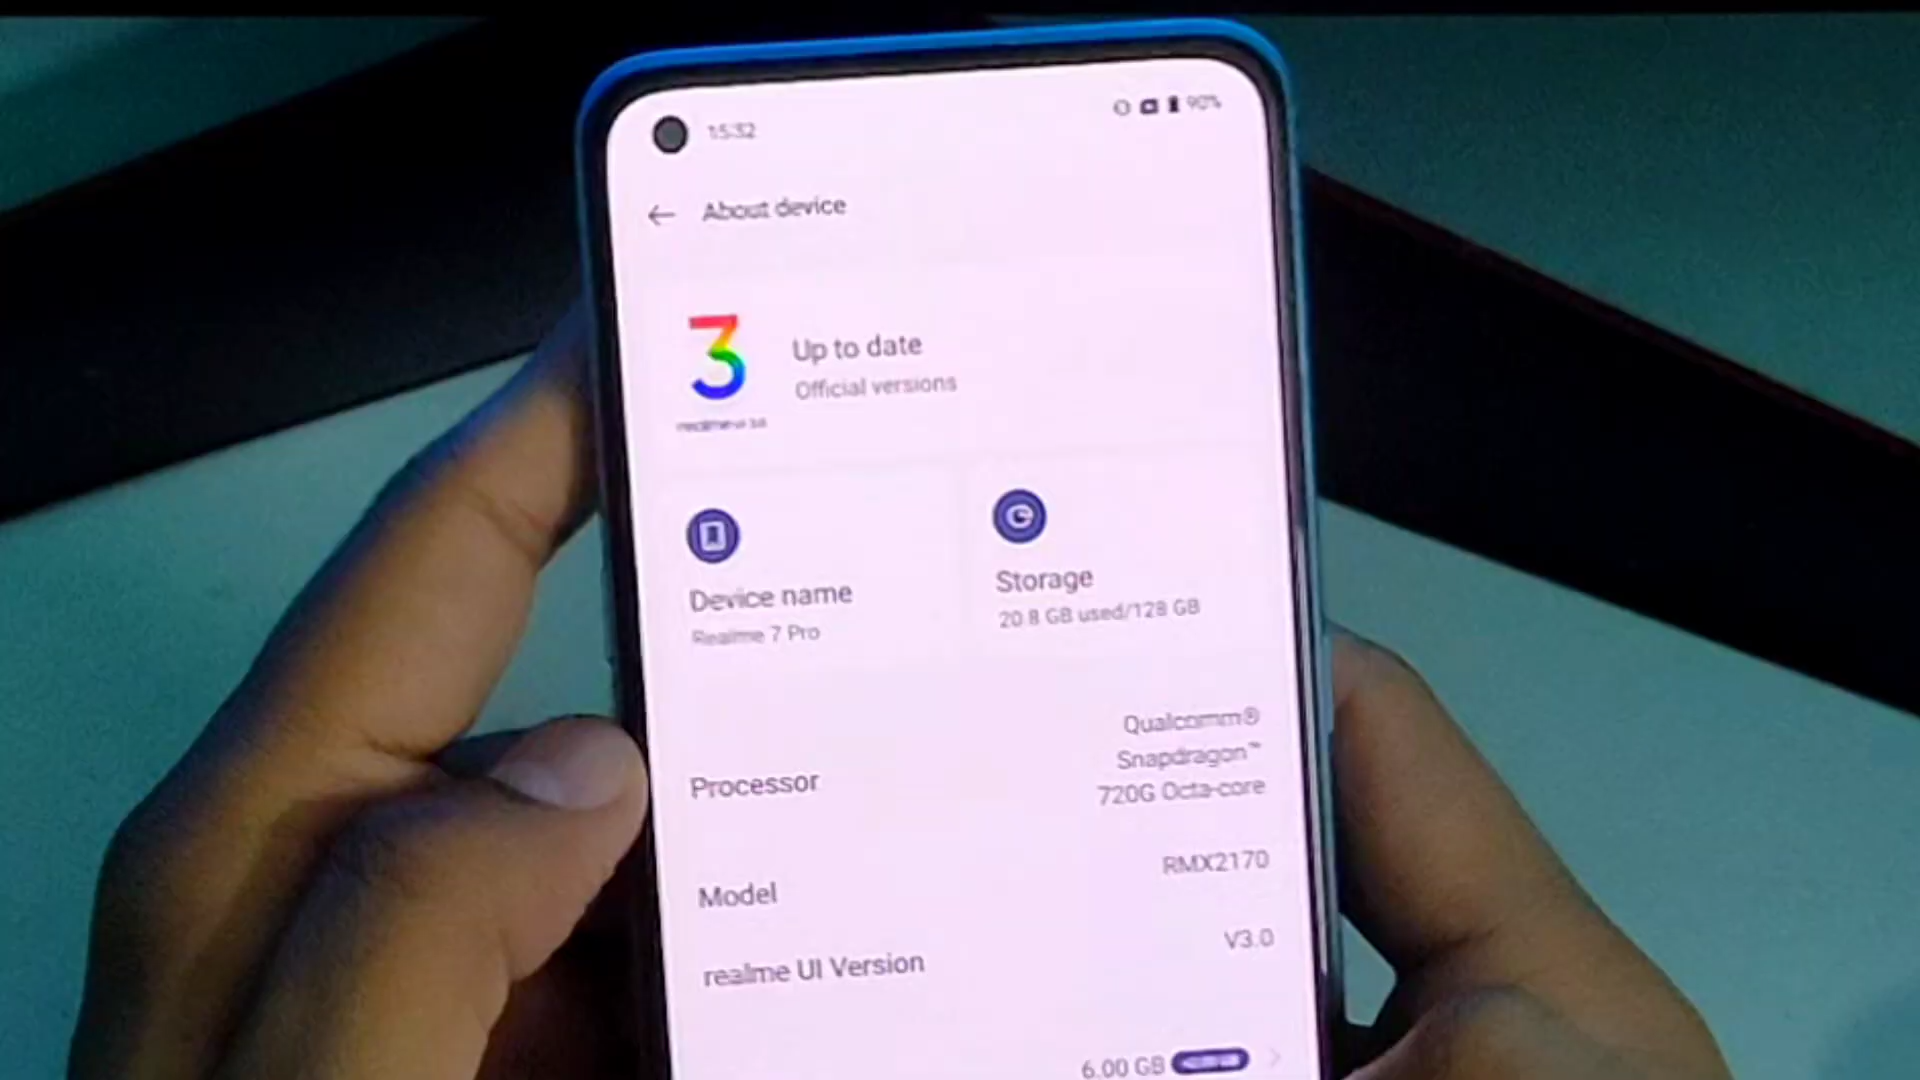 15:32
90%
About device
3
Up to date
Official versions
realme UI 3.0
Device name
Realme 7 Pro
Storage
20.8 GB used/128 GB
Processor
Qualcomm®
Snapdragon™
720G Octa-core
Model
RMX2170
realme UI Version
V3.0
6.00 GB